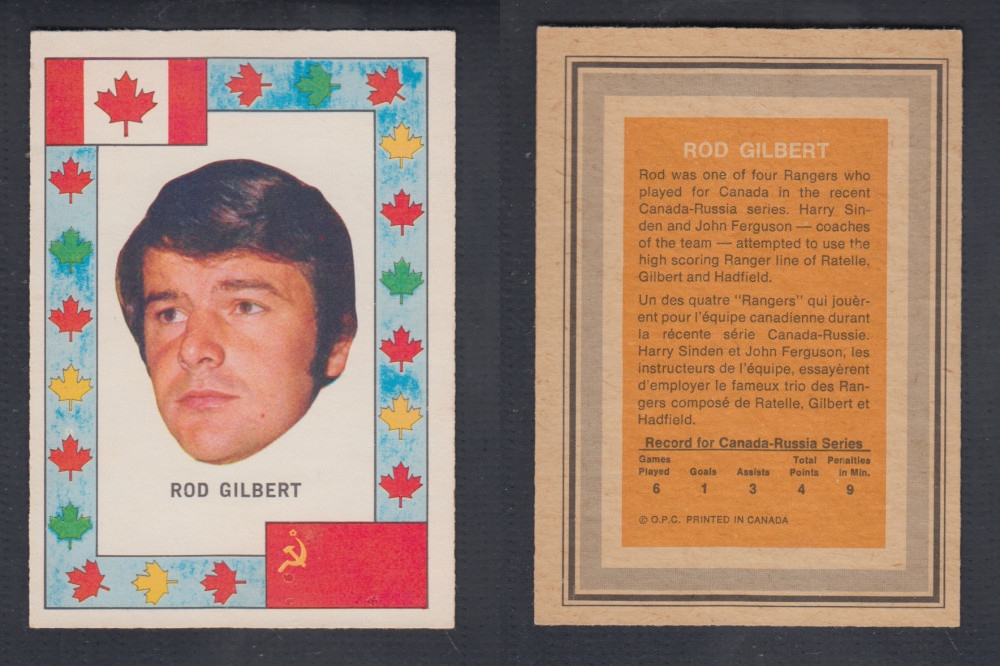 ROD GILBERT
ROD GILBERT
Rod was one of four Rangers who
played for Canada in the recent
Canada-Russia series. Harry Sin-
den and John Ferguson — coaches
of the team — attempted to use the
high scoring Ranger line of Ratelle,
Gilbert and Hadfield.
Un des quatre "Rangers" qui jouèr-
ent pour l'équipe canadienne durant
la récente série Canada-Russie.
Harry Sinden et John Ferguson, les
instructeurs de l'équipe, essayèrent
d'employer le fameux trio des Ran-
gers composé de Ratelle, Gilbert et
Hadfield.
Record for Canada-Russia Series
Games Total Penalties
Played Goals Assists Points in Min.
6 1 3 4 9
© O.P.C. PRINTED IN CANADA